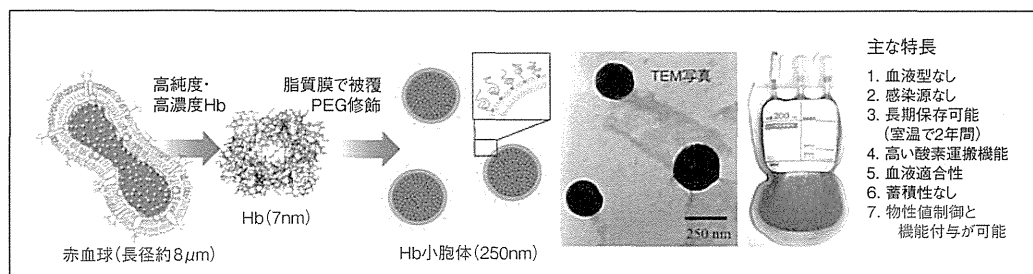 高純度・
高濃度Hb
脂質膜で被覆
PEG修飾
赤血球(長径約8μm)
Hb(7nm)
Hb小胞体(250nm)
TEM写真
250 nm
主な特長
1. 血液型なし
2. 感染源なし
3. 長期保存可能
(室温で2年間)
4. 高い酸素運搬機能
5. 血液適合性
6. 蓄積性なし
7. 物性値制御と
機能付与が可能